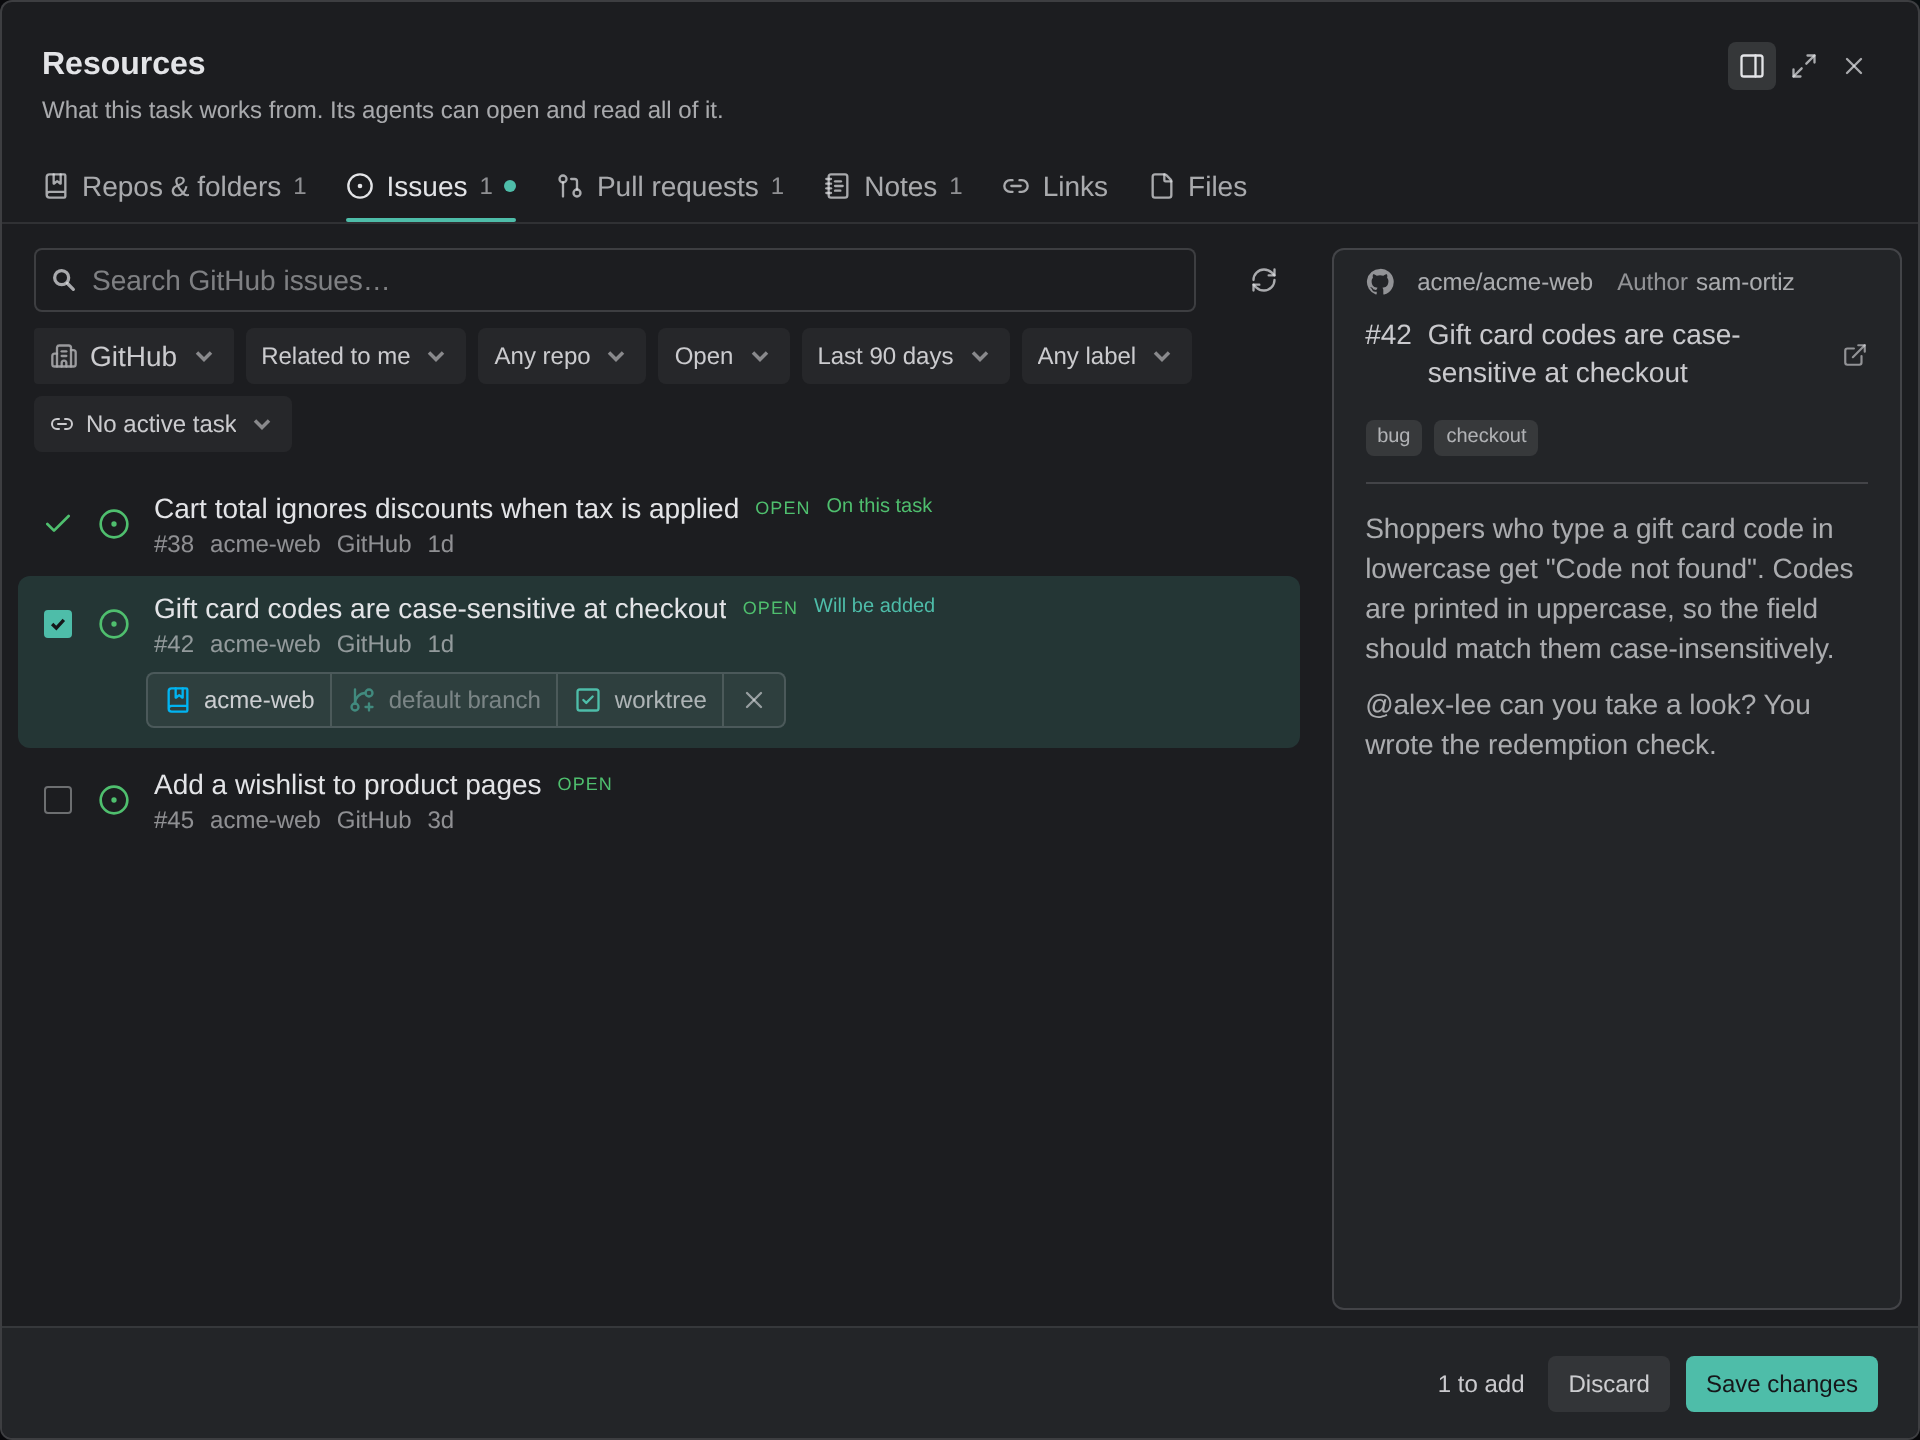 Resources
What this task works from. Its agents can open and read all of it.
Repos & folders 1 Issues 1 Pull requests 1 Notes 1 Links Files
Search GitHub issues…
GitHub Related to me Any repo Open Last 90 days Any label
No active task
Cart total ignores discounts when tax is applied OPEN On this task
#38 acme-web GitHub 1d
Gift card codes are case-sensitive at checkout OPEN Will be added
#42 acme-web GitHub 1d
acme-web default branch worktree
Add a wishlist to product pages OPEN
#45 acme-web GitHub 3d
acme/acme-web Author sam-ortiz
#42 Gift card codes are case-
sensitive at checkout
bug checkout
Shoppers who type a gift card code in
lowercase get "Code not found". Codes
are printed in uppercase, so the field
should match them case-insensitively.
@alex-lee can you take a look? You
wrote the redemption check.
1 to add Discard Save changes